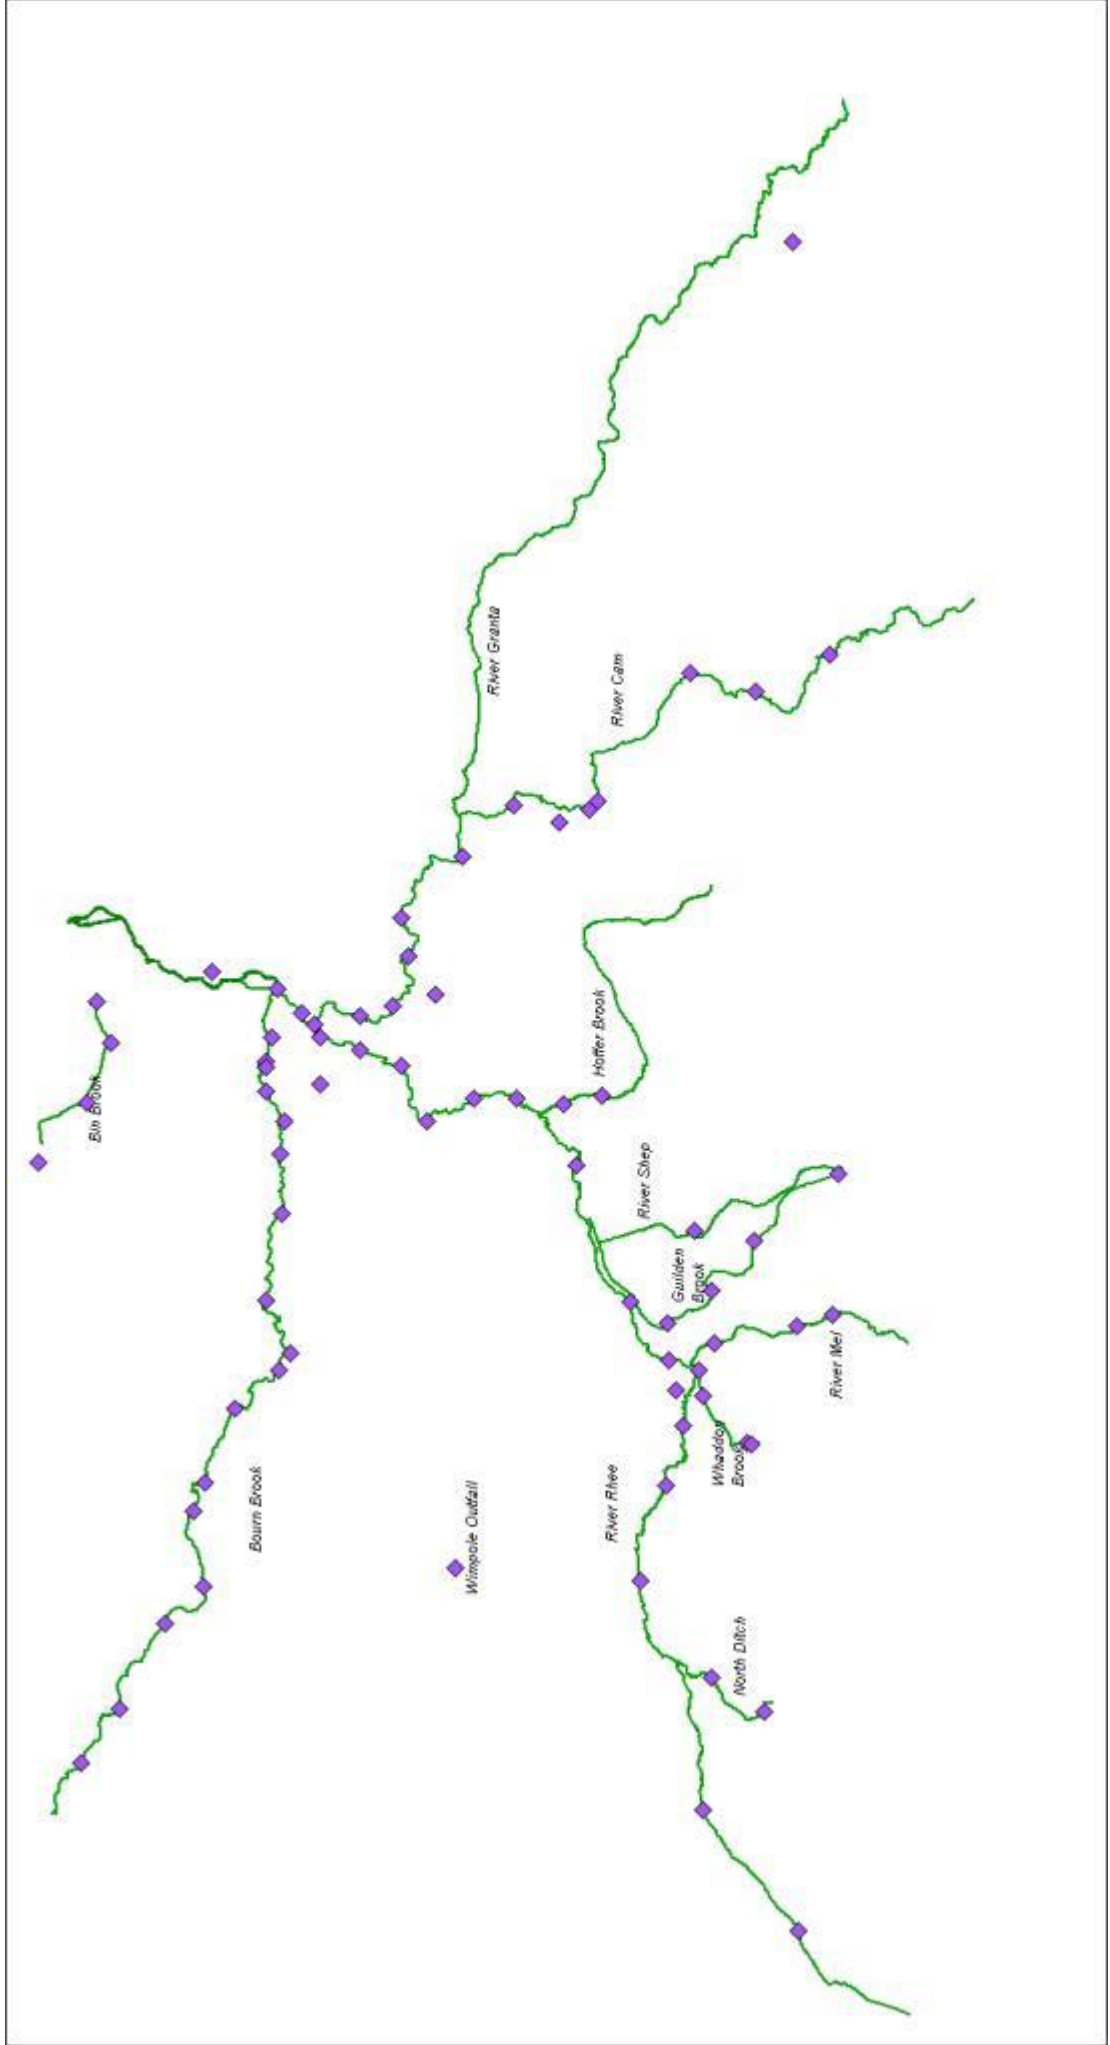 Bin Brook
River Granta
River Cam
Hoffer Brook
River Shep
Guilden
Brook
River Mel
Whaddon
Brook
River Rhee
Bourn Brook
Wimpole Outfall
North Ditch